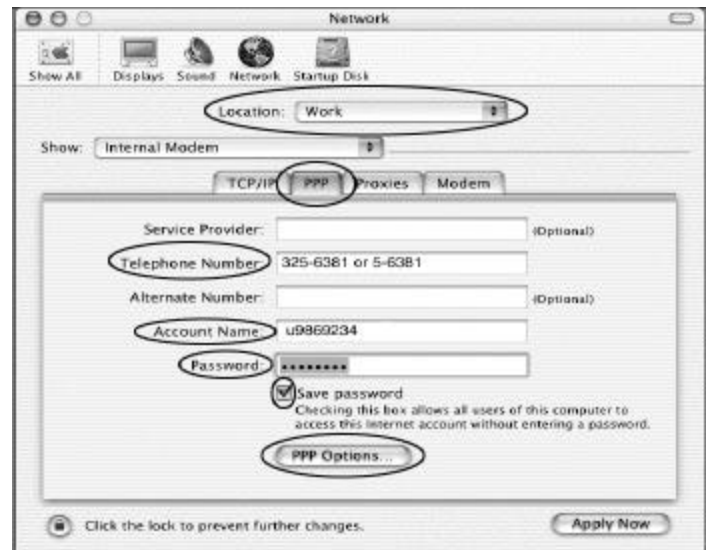 Network
Show All Displays Sound Network Startup Disk
Location: Work
Show: Internal Modem
TCP/IP PPP Proxies Modem
Service Provider: (Optional)
Telephone Number: 325-6381 or 5-6381
Alternate Number: (Optional)
Account Name: u9869234
Password: ••••••••
Save password
Checking this box allows all users of this computer to
access this Internet account without entering a password.
PPP Options...
Click the lock to prevent further changes.
Apply Now